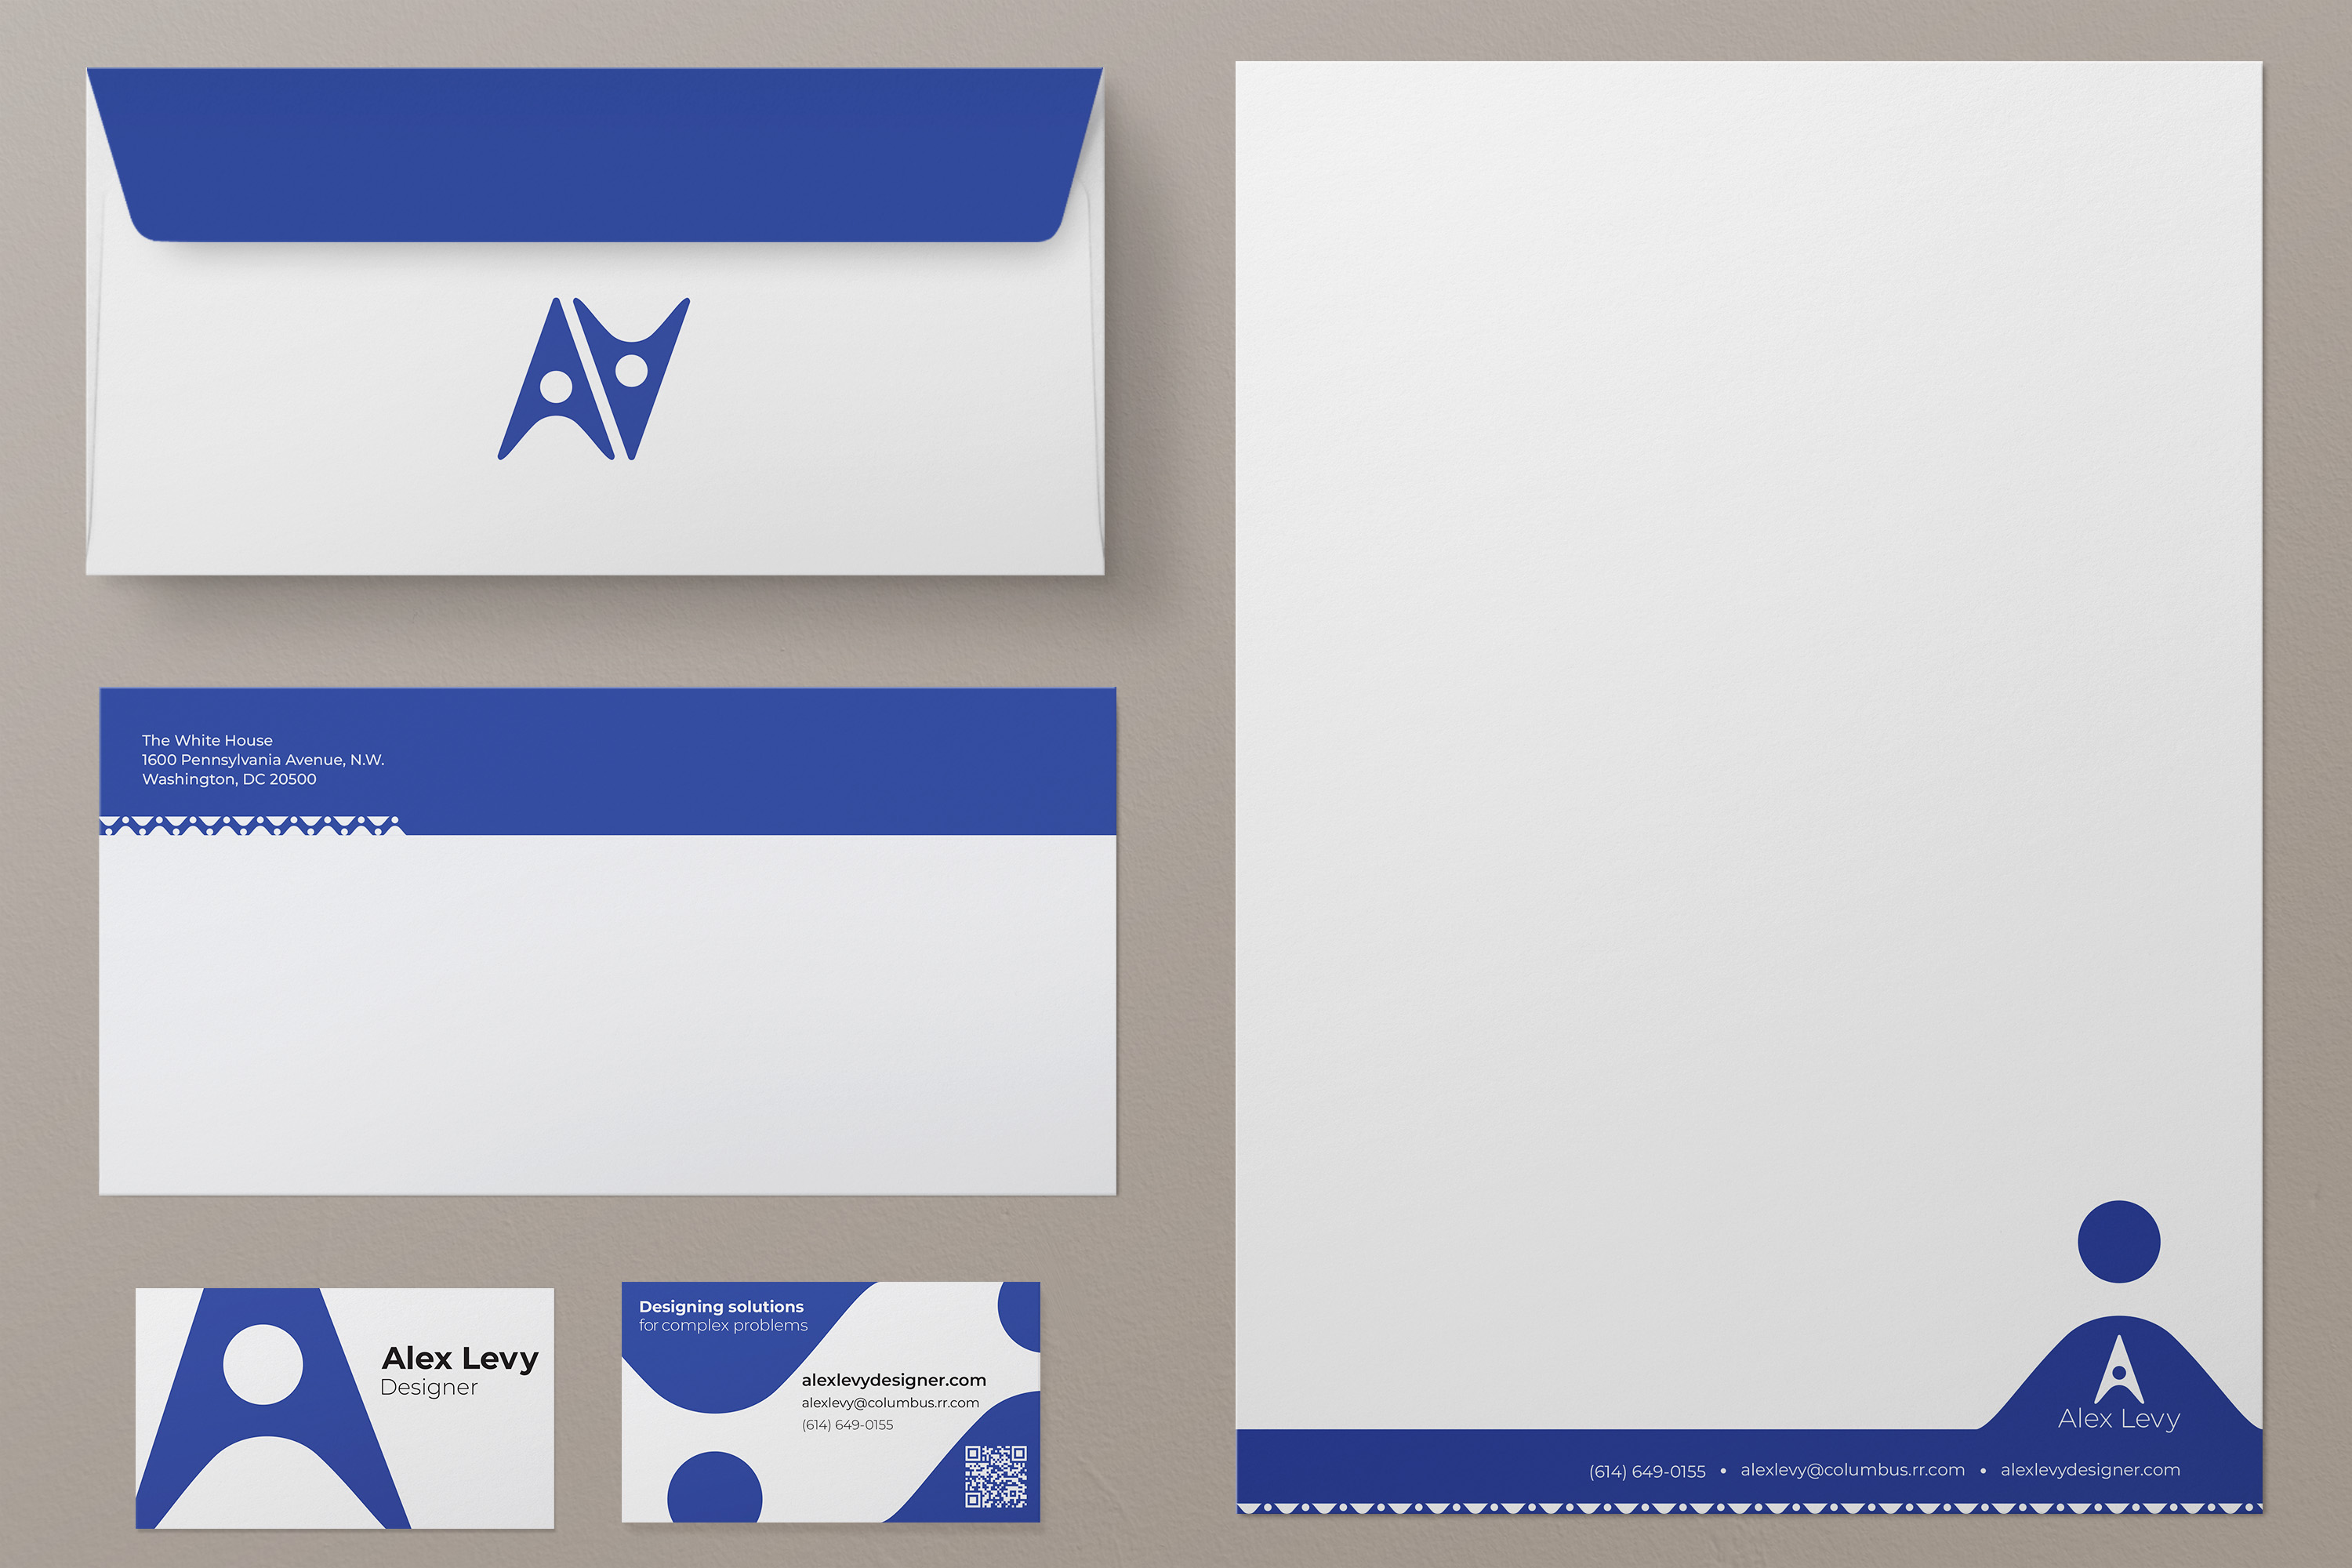 The White House
1600 Pennsylvania Avenue, N.W.
Washington, DC 20500
Alex Levy
Designer
Designing solutions
for complex problems
alexlevydesigner.com
alexlevy@columbus.rr.com
(614) 649-0155
Alex Levy
(614) 649-0155 • alexlevy@columbus.rr.com • alexlevydesigner.com